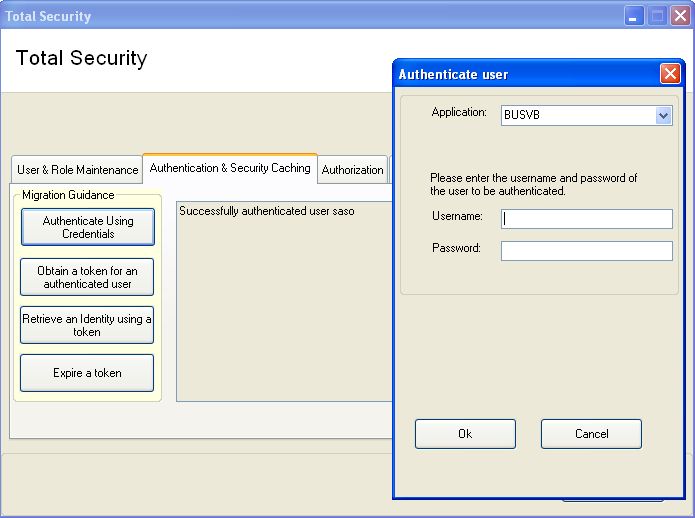 Total Security
Total Security
User & Role Maintenance
Authentication & Security Caching
Authorization
Migration Guidance
Authenticate Using
Credentials
Obtain a token for an
authenticated user
Retrieve an Identity using a
token
Expire a token
Successfully authenticated user saso
Authenticate user
Application:
BUSVB
Please enter the username and password of
the user to be authenticated.
Username:
Password:
Ok
Cancel